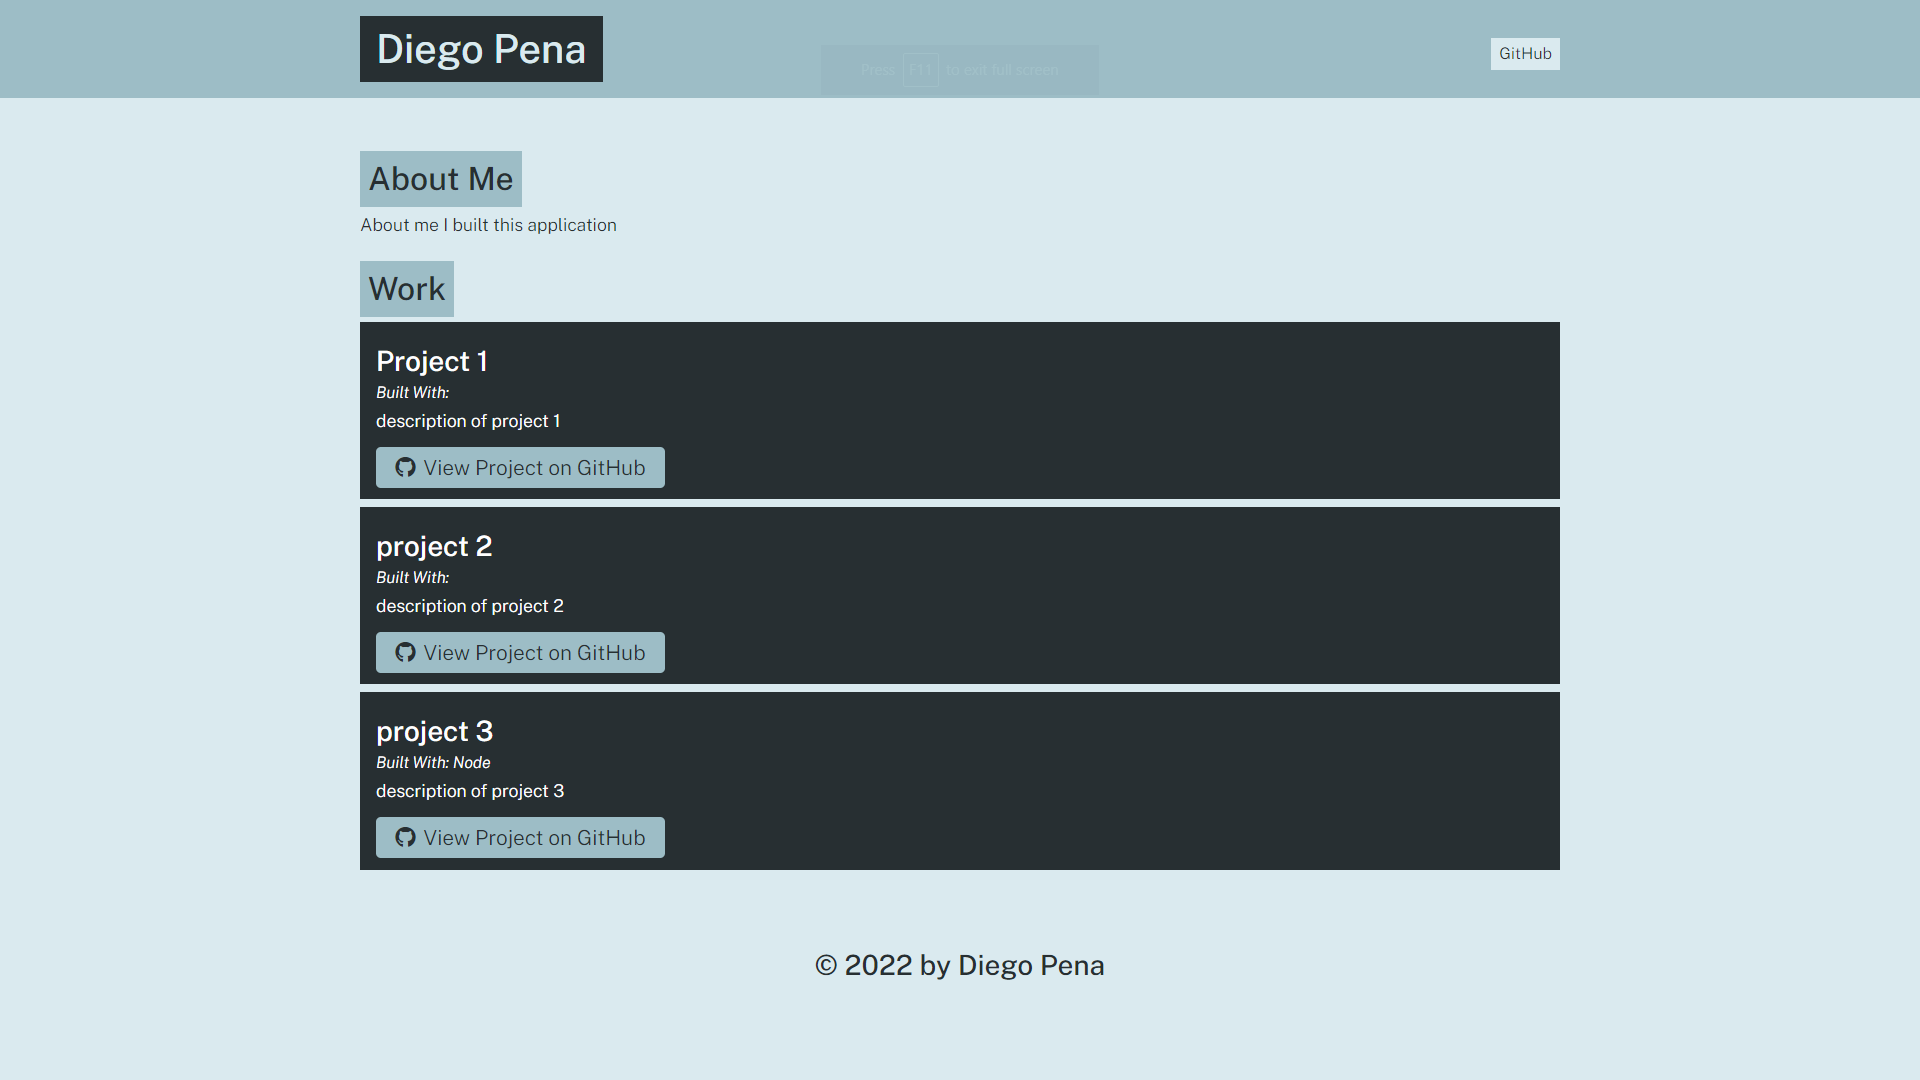 Diego Pena
Press F11 to exit full screen
GitHub
About Me
About me I built this application
Work
Project 1
Built With:
description of project 1
View Project on GitHub
project 2
Built With:
description of project 2
View Project on GitHub
project 3
Built With: Node
description of project 3
View Project on GitHub
© 2022 by Diego Pena